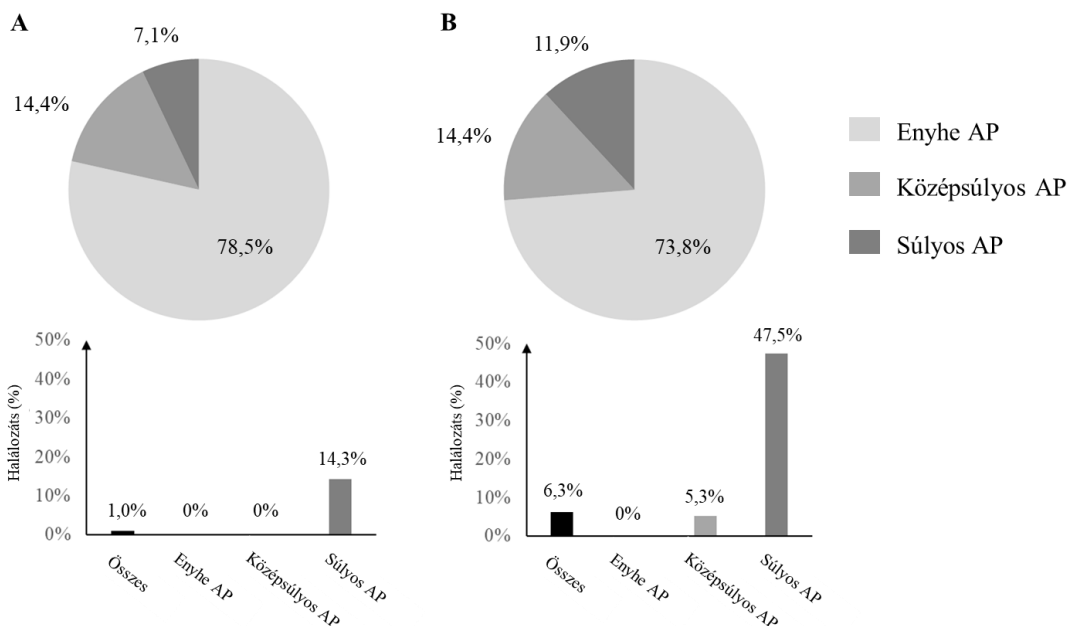 A
7,1%
14,4%
78,5%
B
11,9%
14,4%
73,8%
Enyhe AP
Középsúlyos AP
Súlyos AP
Halálozáts (%)
50%
40%
30%
20%
10%
0%
1,0%
0%
0%
14,3%
Összes
Enyhe AP
Középsúlyos AP
Súlyos AP
Halálozáts (%)
50%
40%
30%
20%
10%
0%
6,3%
0%
5,3%
47,5%
Összes
Enyhe AP
Középsúlyos AP
Súlyos AP